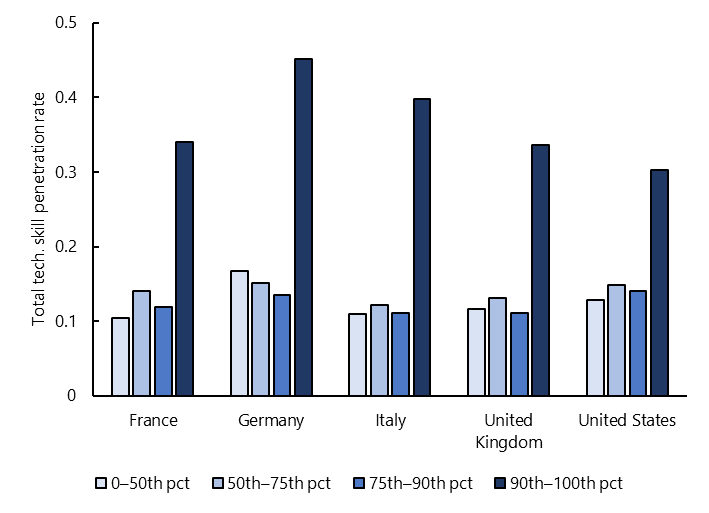 Total tech. skill penetration rate
0.5
0.4
0.3
0.2
0.1
0
France
Germany
Italy
United
Kingdom
United States
0–50th pct
50th–75th pct
75th–90th pct
90th–100th pct